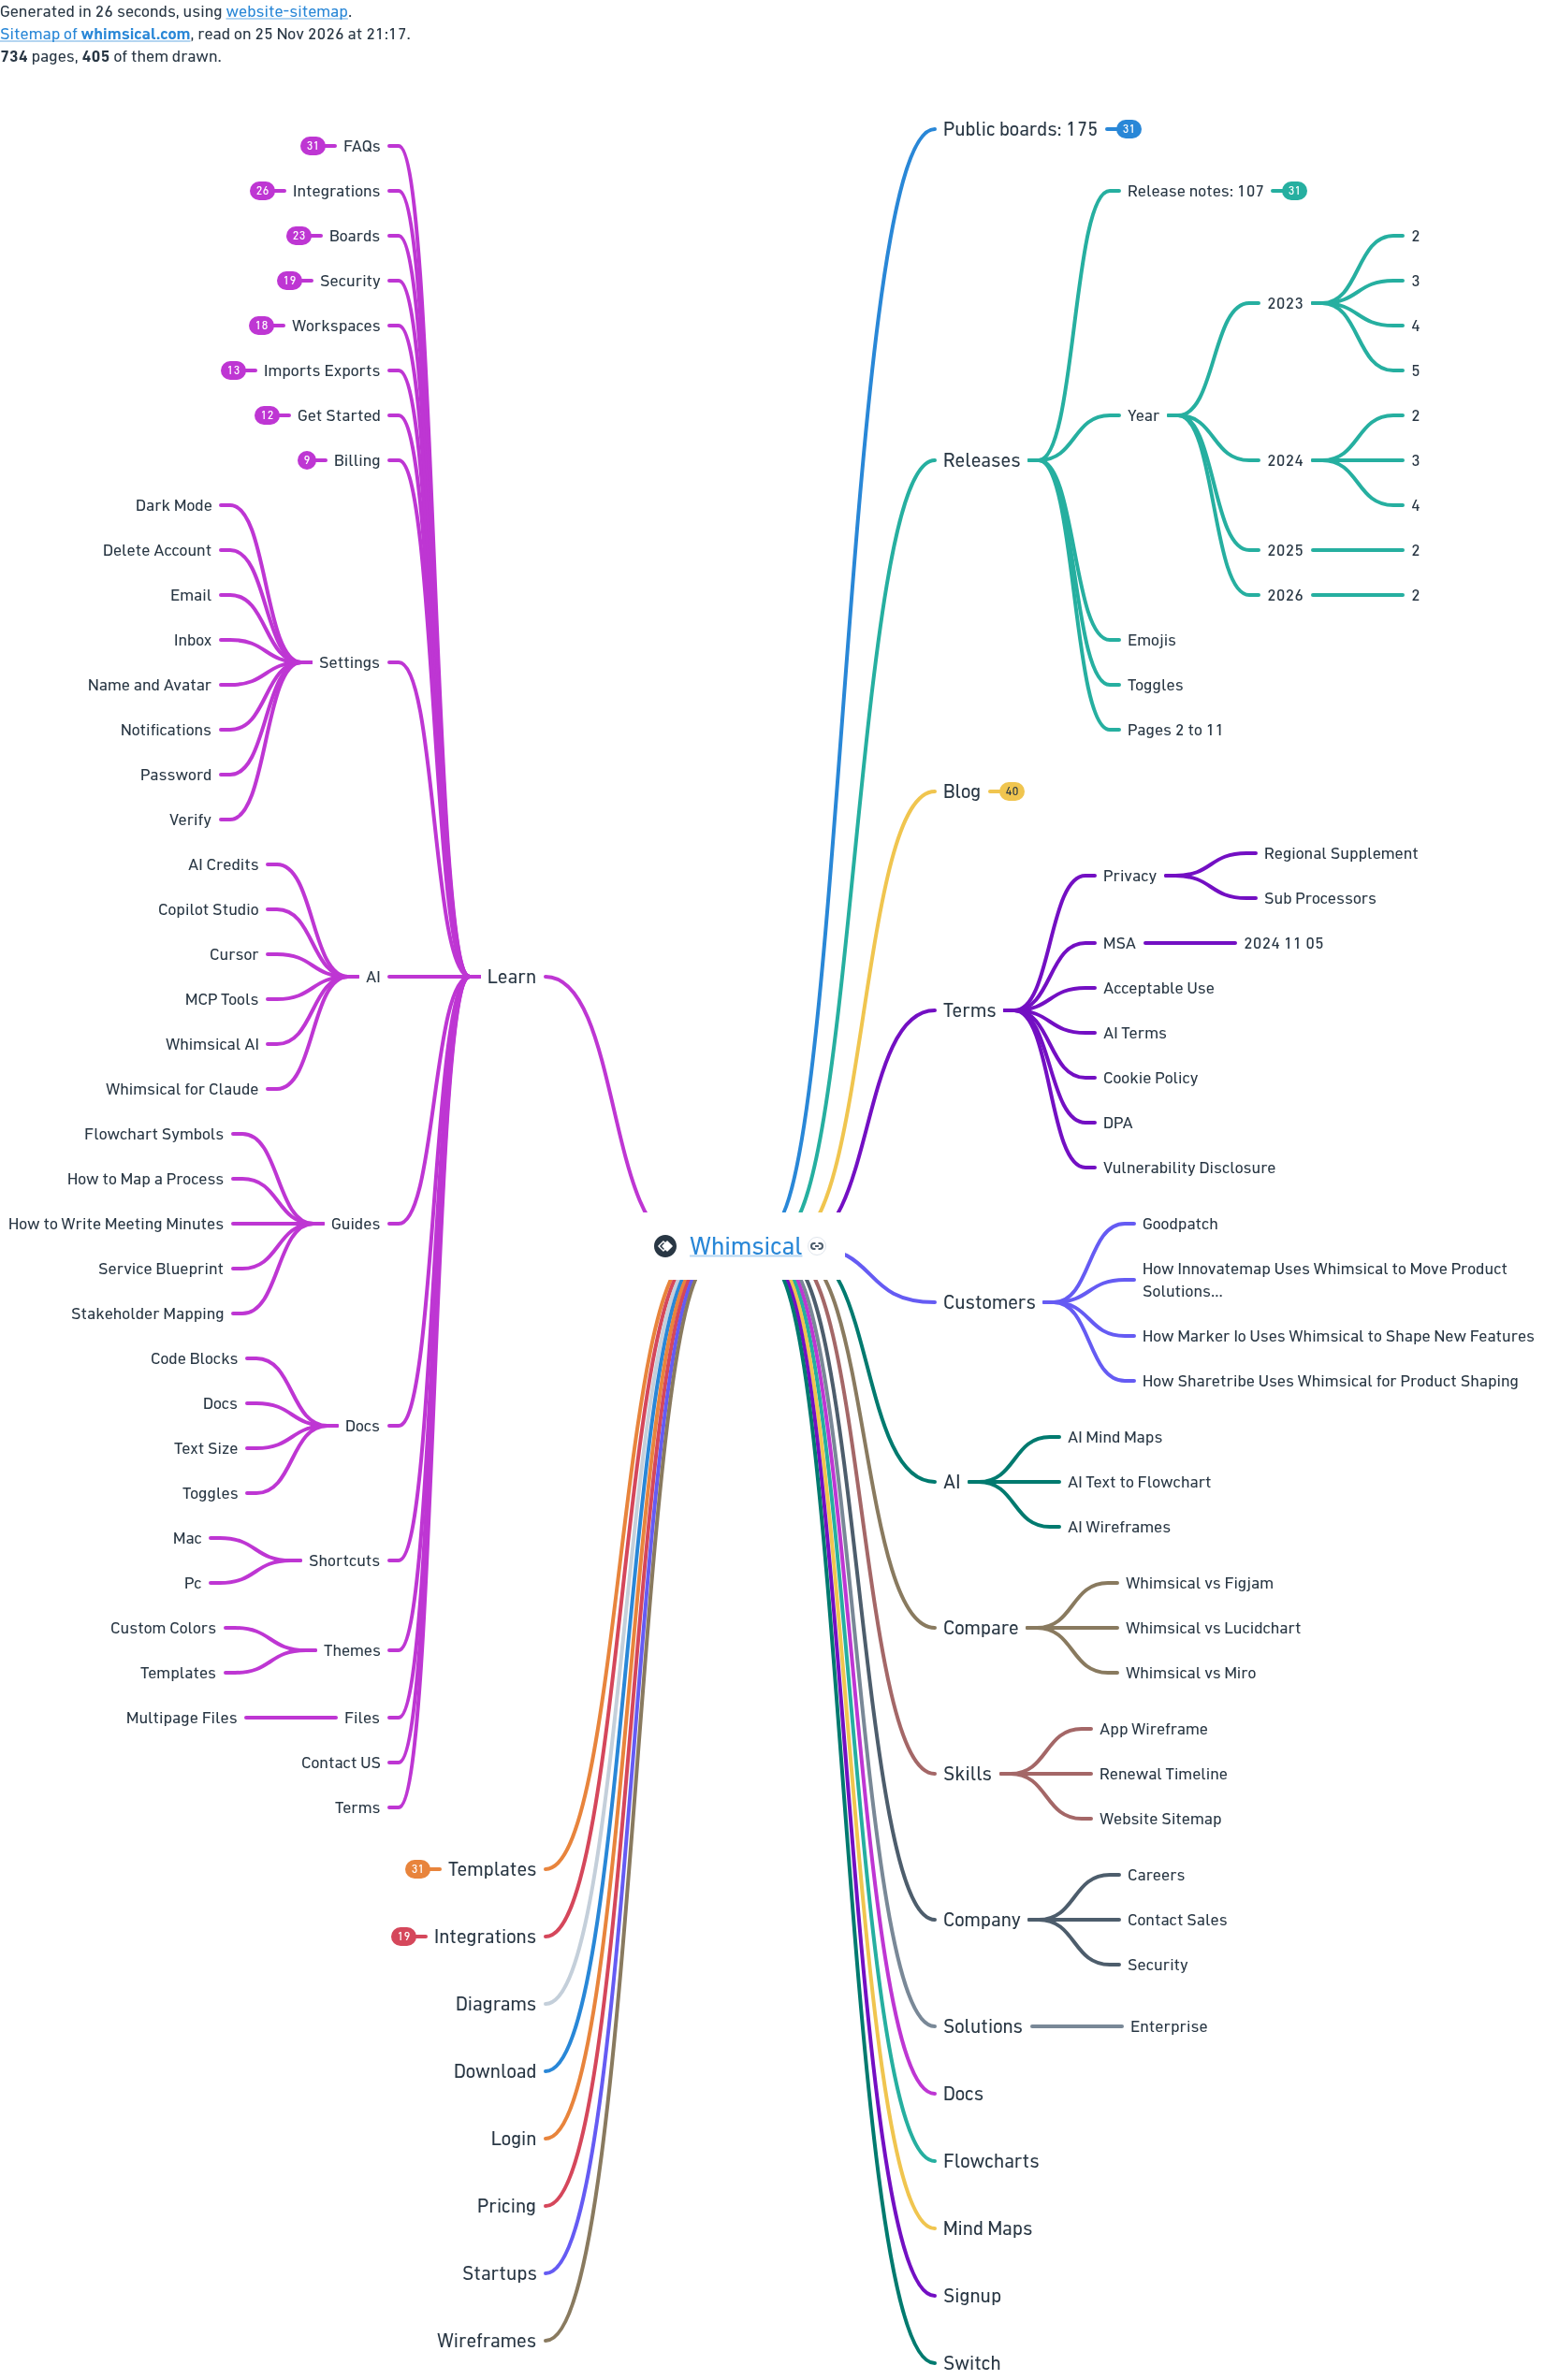 Generated in 26 seconds, using website-sitemap.
Sitemap of whimsical.com, read on 25 Nov 2026 at 21:17.
734 pages, 405 of them drawn.
31 FAQs
26 Integrations
23 Boards
19 Security
18 Workspaces
13 Imports Exports
12 Get Started
9 Billing
Dark Mode
Delete Account
Email
Inbox
Name and Avatar
Notifications
Password
Verify
Settings
AI Credits
Copilot Studio
Cursor
MCP Tools
Whimsical AI
Whimsical for Claude
AI
Learn
Flowchart Symbols
How to Map a Process
How to Write Meeting Minutes
Service Blueprint
Stakeholder Mapping
Guides
Code Blocks
Docs
Text Size
Toggles
Docs
Mac
Pc
Shortcuts
Custom Colors
Templates
Themes
Multipage Files
Files
Contact US
Terms
31 Templates
19 Integrations
Diagrams
Download
Login
Pricing
Startups
Wireframes
Whimsical
Public boards: 175 31
Releases
Release notes: 107 31
Year
2023
2
3
4
5
2024
2
3
4
2025
2
2026
2
Emojis
Toggles
Pages 2 to 11
Blog 40
Terms
Privacy
Regional Supplement
Sub Processors
MSA
2024 11 05
Acceptable Use
AI Terms
Cookie Policy
DPA
Vulnerability Disclosure
Customers
Goodpatch
How Innovatemap Uses Whimsical to Move Product
Solutions...
How Marker Io Uses Whimsical to Shape New Features
How Sharetribe Uses Whimsical for Product Shaping
AI
AI Mind Maps
AI Text to Flowchart
AI Wireframes
Compare
Whimsical vs Figjam
Whimsical vs Lucidchart
Whimsical vs Miro
Skills
App Wireframe
Renewal Timeline
Website Sitemap
Company
Careers
Contact Sales
Security
Solutions
Enterprise
Docs
Flowcharts
Mind Maps
Signup
Switch